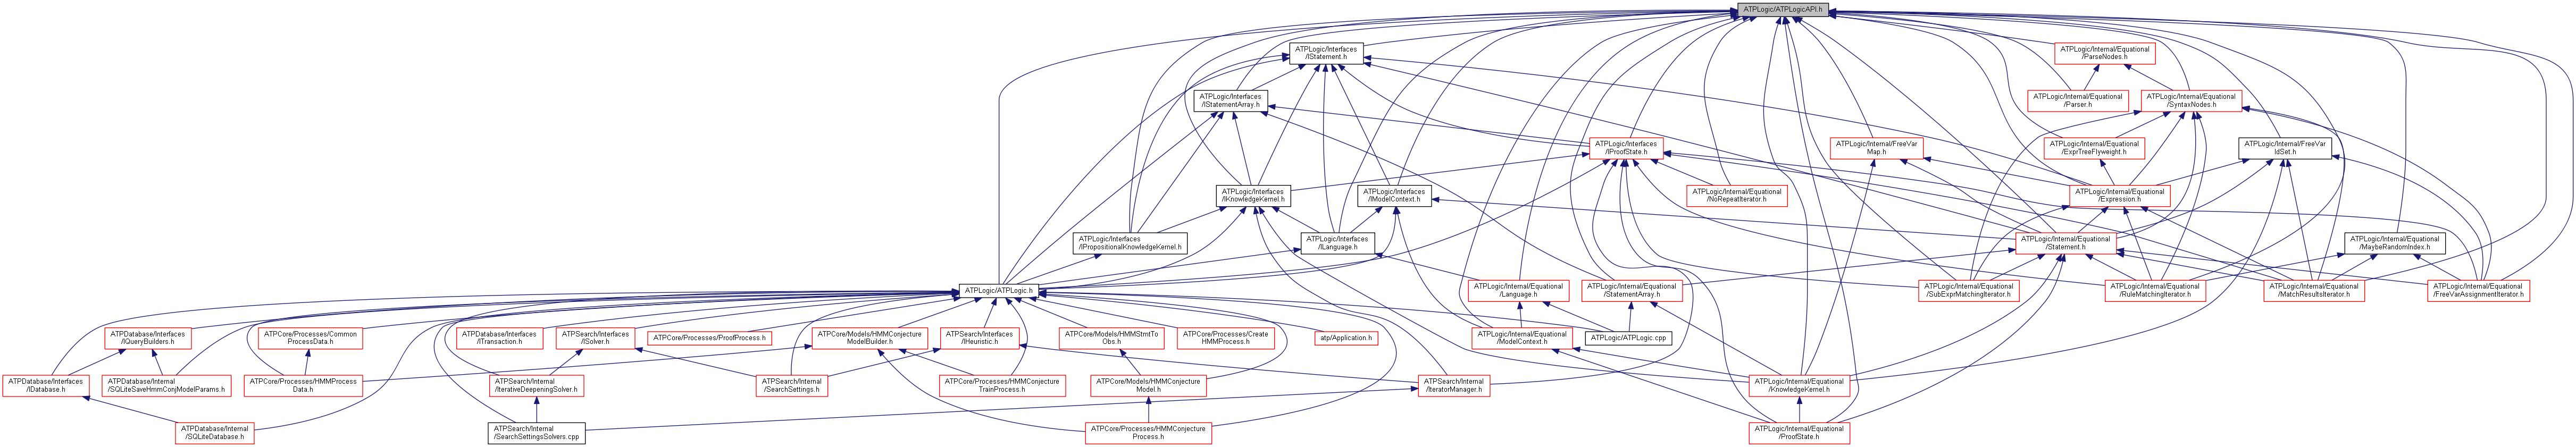 ATPLogic/ATPLogicAPI.h
ATPLogic/Interfaces
/IStatement.h
ATPLogic/Internal/Equational
/ParseNodes.h
ATPLogic/Interfaces
/IStatementArray.h
ATPLogic/Internal/Equational
/Parser.h
ATPLogic/Internal/Equational
/SyntaxNodes.h
ATPLogic/Interfaces
/IProofState.h
ATPLogic/Internal/FreeVar
Map.h
ATPLogic/Internal/Equational
/ExprTreeFlyweight.h
ATPLogic/Internal/FreeVar
IdSet.h
ATPLogic/Interfaces
/IKnowledgeKernel.h
ATPLogic/Interfaces
/IModelContext.h
ATPLogic/Internal/Equational
/NoRepeatIterator.h
ATPLogic/Internal/Equational
/Expression.h
ATPLogic/Interfaces
/IPropositionalKnowledgeKernel.h
ATPLogic/Interfaces
/ILanguage.h
ATPLogic/Internal/Equational
/Statement.h
ATPLogic/Internal/Equational
/MaybeRandomIndex.h
ATPLogic/ATPLogic.h
ATPLogic/Internal/Equational
/Language.h
ATPLogic/Internal/Equational
/StatementArray.h
ATPLogic/Internal/Equational
/SubExprMatchingIterator.h
ATPLogic/Internal/Equational
/RuleMatchingIterator.h
ATPLogic/Internal/Equational
/MatchResultsIterator.h
ATPLogic/Internal/Equational
/FreeVarAssignmentIterator.h
ATPDatabase/Interfaces
/IQueryBuilders.h
ATPCore/Processes/Common
ProcessData.h
ATPDatabase/Interfaces
/ITransaction.h
ATPSearch/Interfaces
/ISolver.h
ATPCore/Processes/ProofProcess.h
ATPCore/Models/HMMConjecture
ModelBuilder.h
ATPSearch/Interfaces
/IHeuristic.h
ATPCore/Models/HMMStmtTo
Obs.h
ATPCore/Processes/Create
HMMProcess.h
atp/Application.h
ATPLogic/Internal/Equational
/ModelContext.h
ATPLogic/ATPLogic.cpp
ATPDatabase/Interfaces
/IDatabase.h
ATPDatabase/Internal
/SQLiteSaveHmmConjModelParams.h
ATPCore/Processes/HMMProcess
Data.h
ATPSearch/Internal
/IterativeDeepeningSolver.h
ATPSearch/Internal
/SearchSettings.h
ATPCore/Processes/HMMConjecture
TrainProcess.h
ATPCore/Models/HMMConjecture
Model.h
ATPSearch/Internal
/IteratorManager.h
ATPLogic/Internal/Equational
/KnowledgeKernel.h
ATPDatabase/Internal
/SQLiteDatabase.h
ATPSearch/Internal
/SearchSettingsSolvers.cpp
ATPCore/Processes/HMMConjecture
Process.h
ATPLogic/Internal/Equational
/ProofState.h